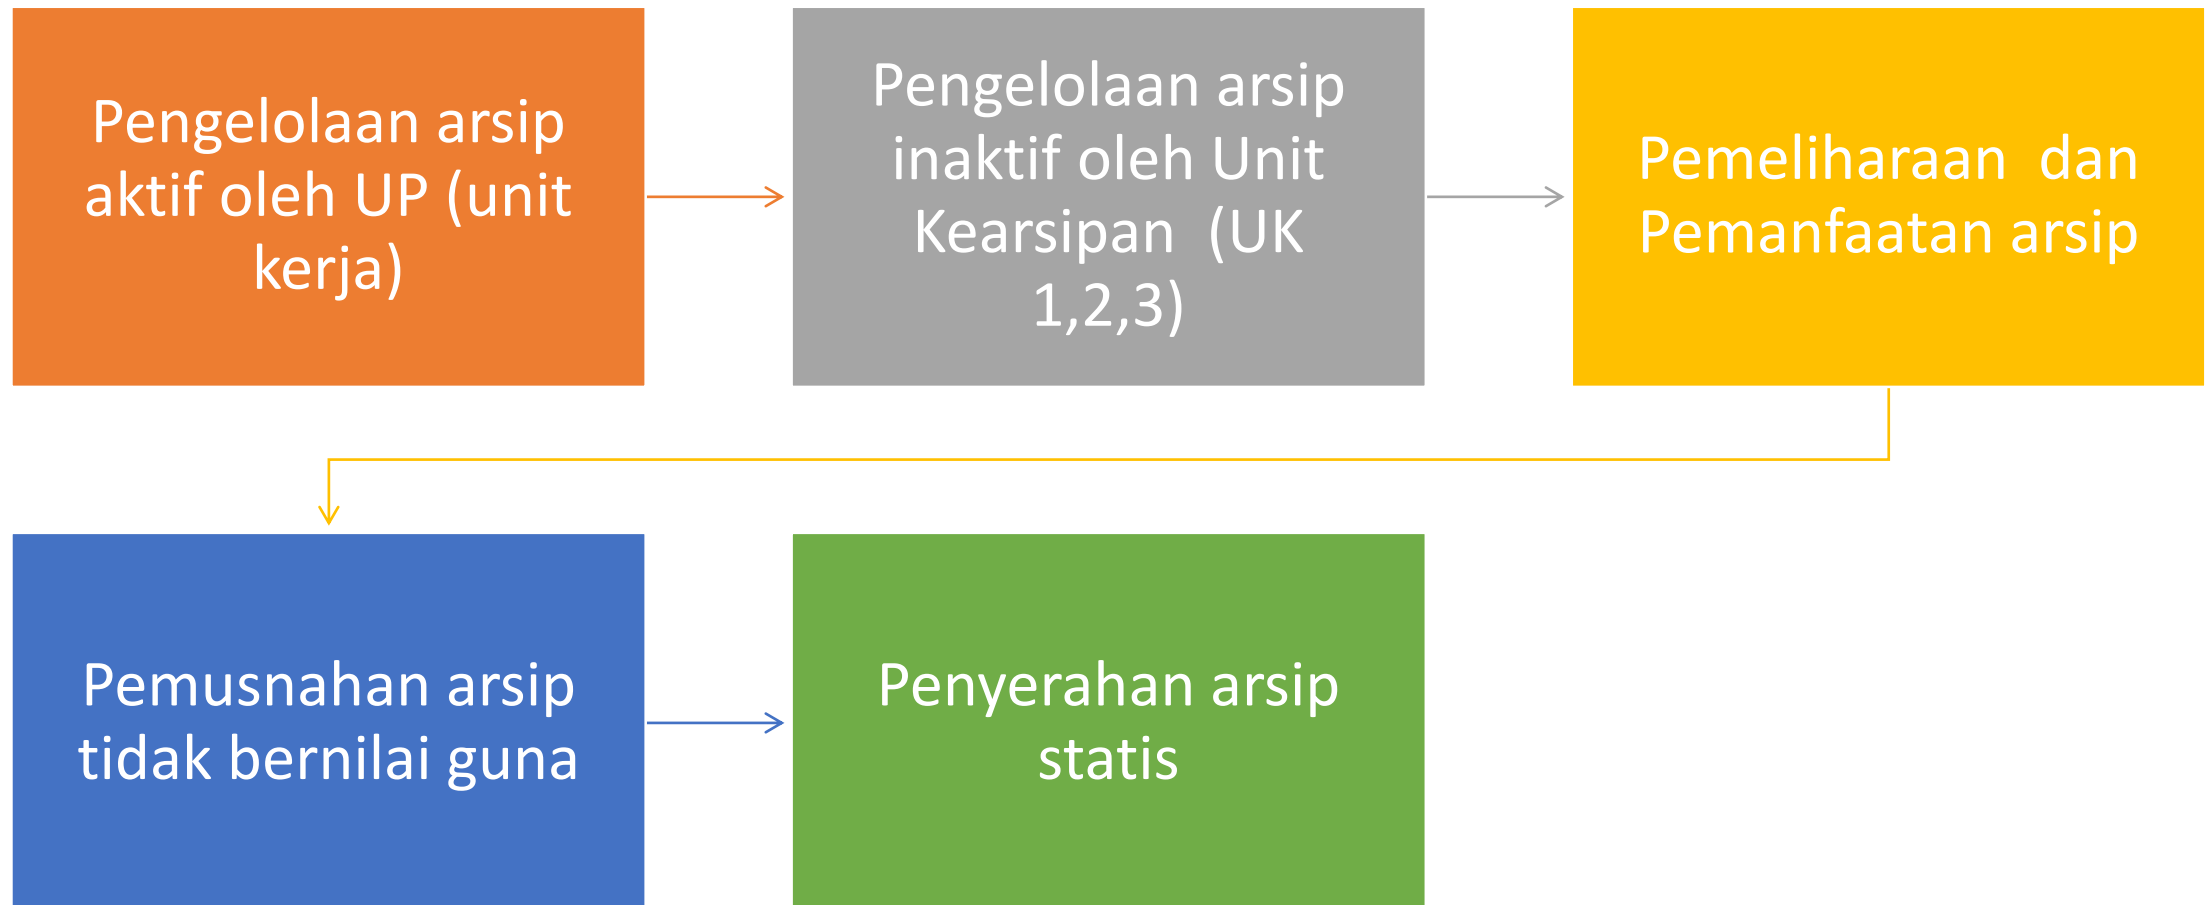 Pengelolaan arsip
aktif oleh UP (unit
kerja)
Pengelolaan arsip
inaktif oleh Unit
Kearsipan (UK
1,2,3)
Pemeliharaan dan
Pemanfaatan arsip
Pemusnahan arsip
tidak bernilai guna
Penyerahan arsip
statis